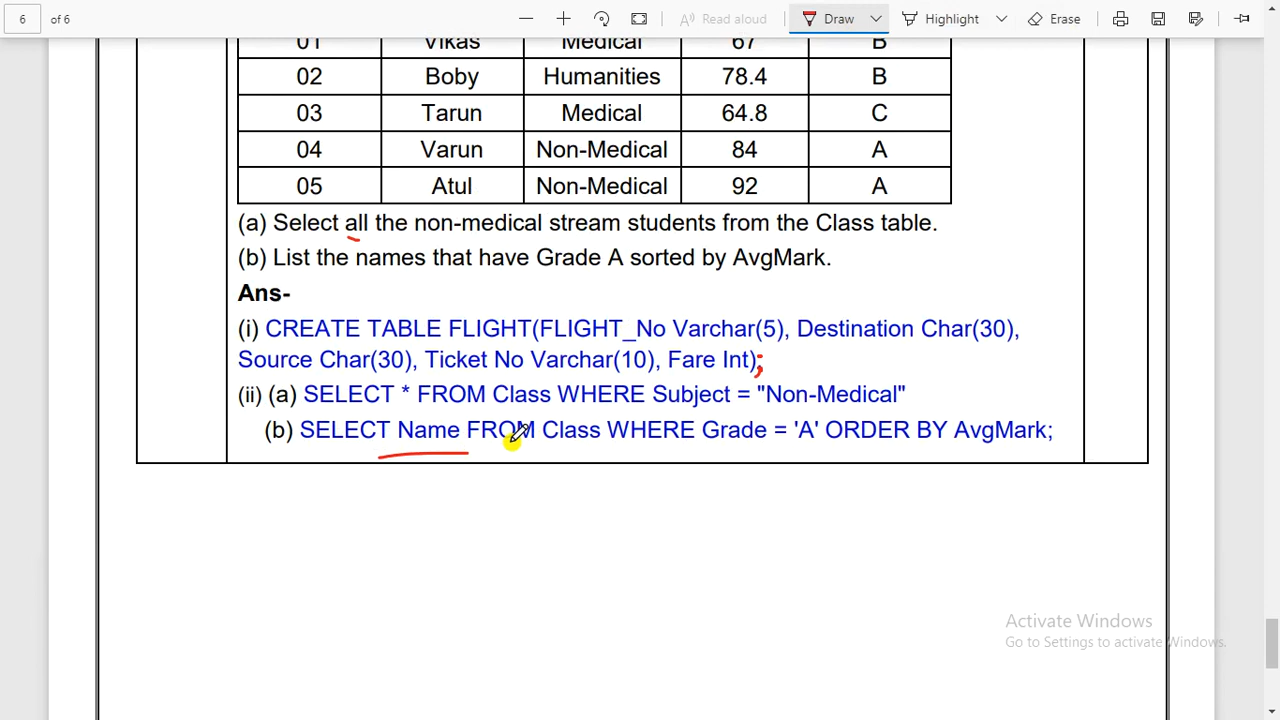 6 of 6 Read aloud Draw Highlight Erase
01 Vikas Medical 67 B
02 Boby Humanities 78.4 B
03 Tarun Medical 64.8 C
04 Varun Non-Medical 84 A
05 Atul Non-Medical 92 A
(a) Select all the non-medical stream students from the Class table.
(b) List the names that have Grade A sorted by AvgMark.
Ans-
(i) CREATE TABLE FLIGHT(FLIGHT_No Varchar(5), Destination Char(30),
Source Char(30), Ticket No Varchar(10), Fare Int);
(ii) (a) SELECT * FROM Class WHERE Subject = "Non-Medical"
(b) SELECT Name FROM Class WHERE Grade = 'A' ORDER BY AvgMark;
Activate Windows
Go to Settings to activate Windows.